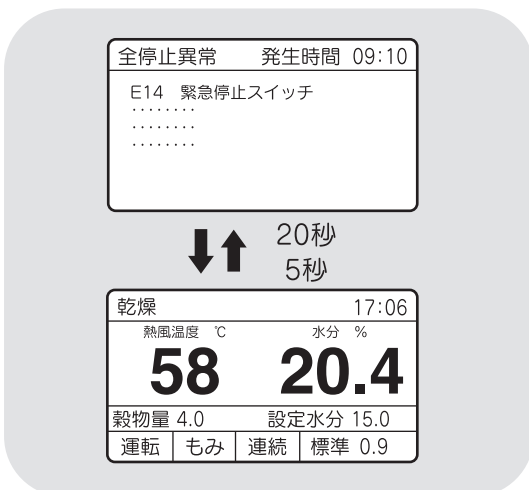 全停止異常 発生時間 09:10
E14 緊急停止スイッチ
········
········
········
20秒
5秒
乾燥 17:06
熱風温度 ℃ 水分 %
58 20.4
穀物量 4.0 設定水分 15.0
運転 もみ 連続 標準 0.9